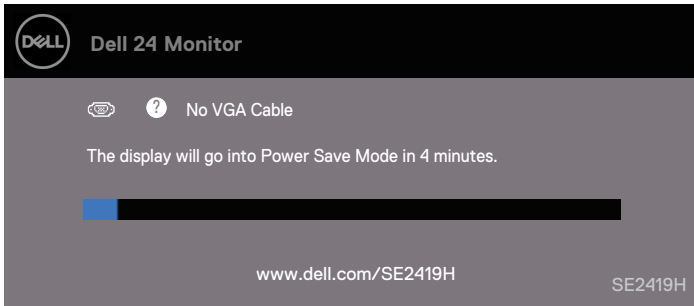 DELL
Dell 24 Monitor
? No VGA Cable
The display will go into Power Save Mode in 4 minutes.
www.dell.com/SE2419H
SE2419H